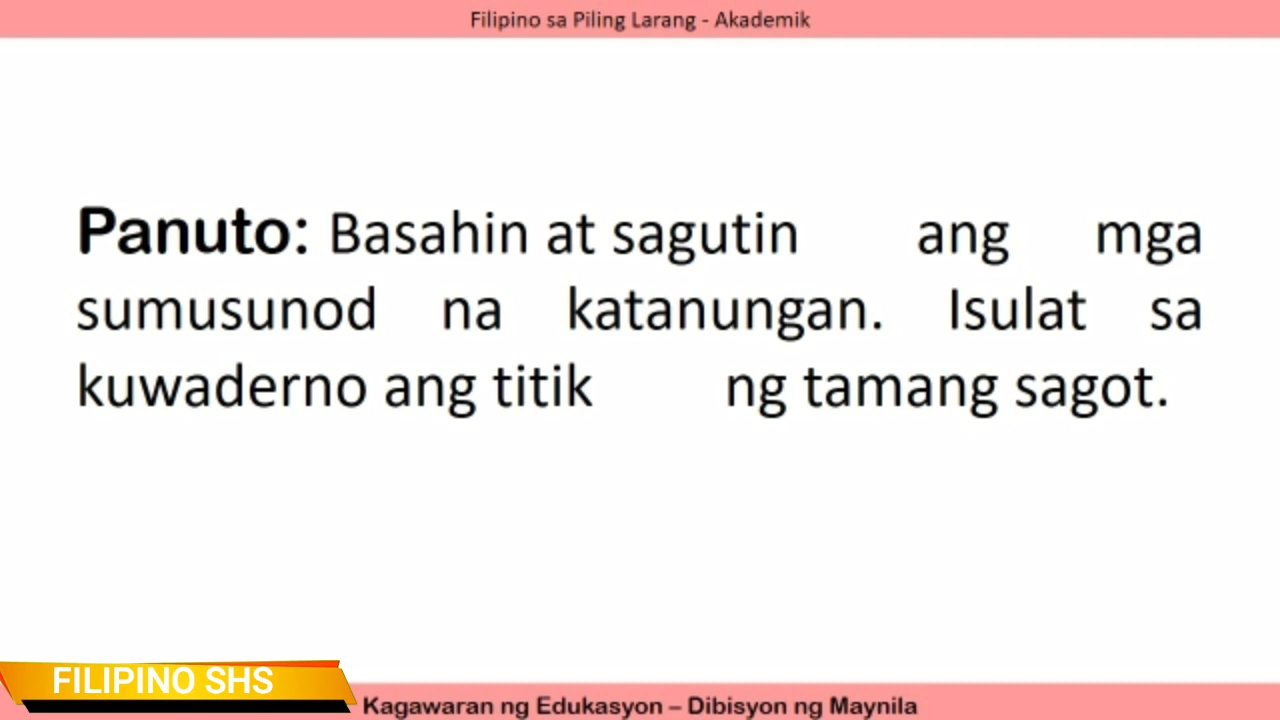 Filipino sa Piling Larang - Akademik
Panuto: Basahin at sagutin ang mga
sumusunod na katanungan. Isulat sa
kuwaderno ang titik ng tamang sagot.
FILIPINO SHS
Kagawaran ng Edukasyon – Dibisyon ng Maynila